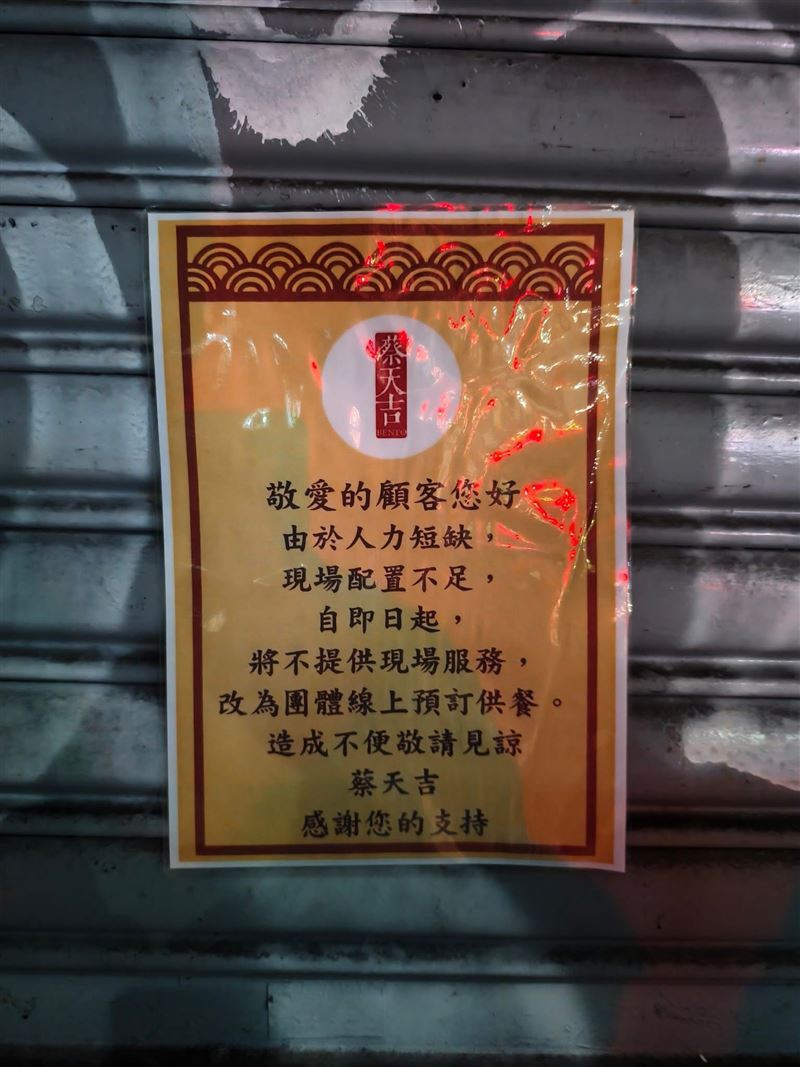 蔡天吉
BENTO
敬愛的顧客您好
由於人力短缺，
現場配置不足，
自即日起，
將不提供現場服務，
改為團體線上預訂供餐。
造成不便敬請見諒
蔡天吉
感謝您的支持